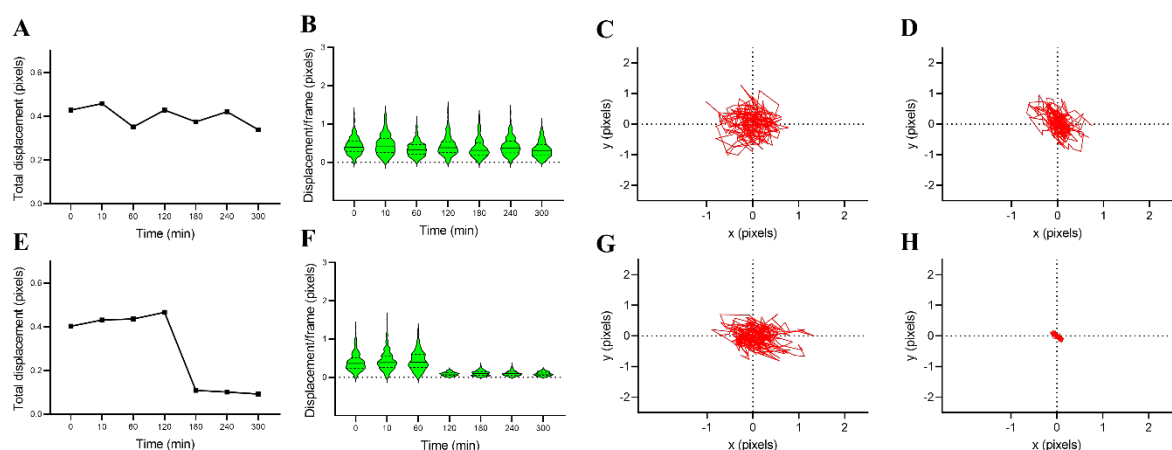 A
Total displacement (pixels)
0.6
0.4
0.2
0.0
0 10 60 120 180 240 300
Time (min)
B
Displacement/frame (pixels)
3
2
1
0
0 10 60 120 180 240 300
Time (min)
C
y (pixels)
2
1
0
-1
-2
-1 0 1 2
x (pixels)
D
y (pixels)
2
1
0
-1
-2
-1 0 1 2
x (pixels)
E
Total displacement (pixels)
0.6
0.4
0.2
0.0
0 10 60 120 180 240 300
Time (min)
F
Displacement/frame (pixels)
3
2
1
0
0 10 60 120 180 240 300
Time (min)
G
y (pixels)
2
1
0
-1
-2
-1 0 1 2
x (pixels)
H
y (pixels)
2
1
0
-1
-2
-1 0 1 2
x (pixels)